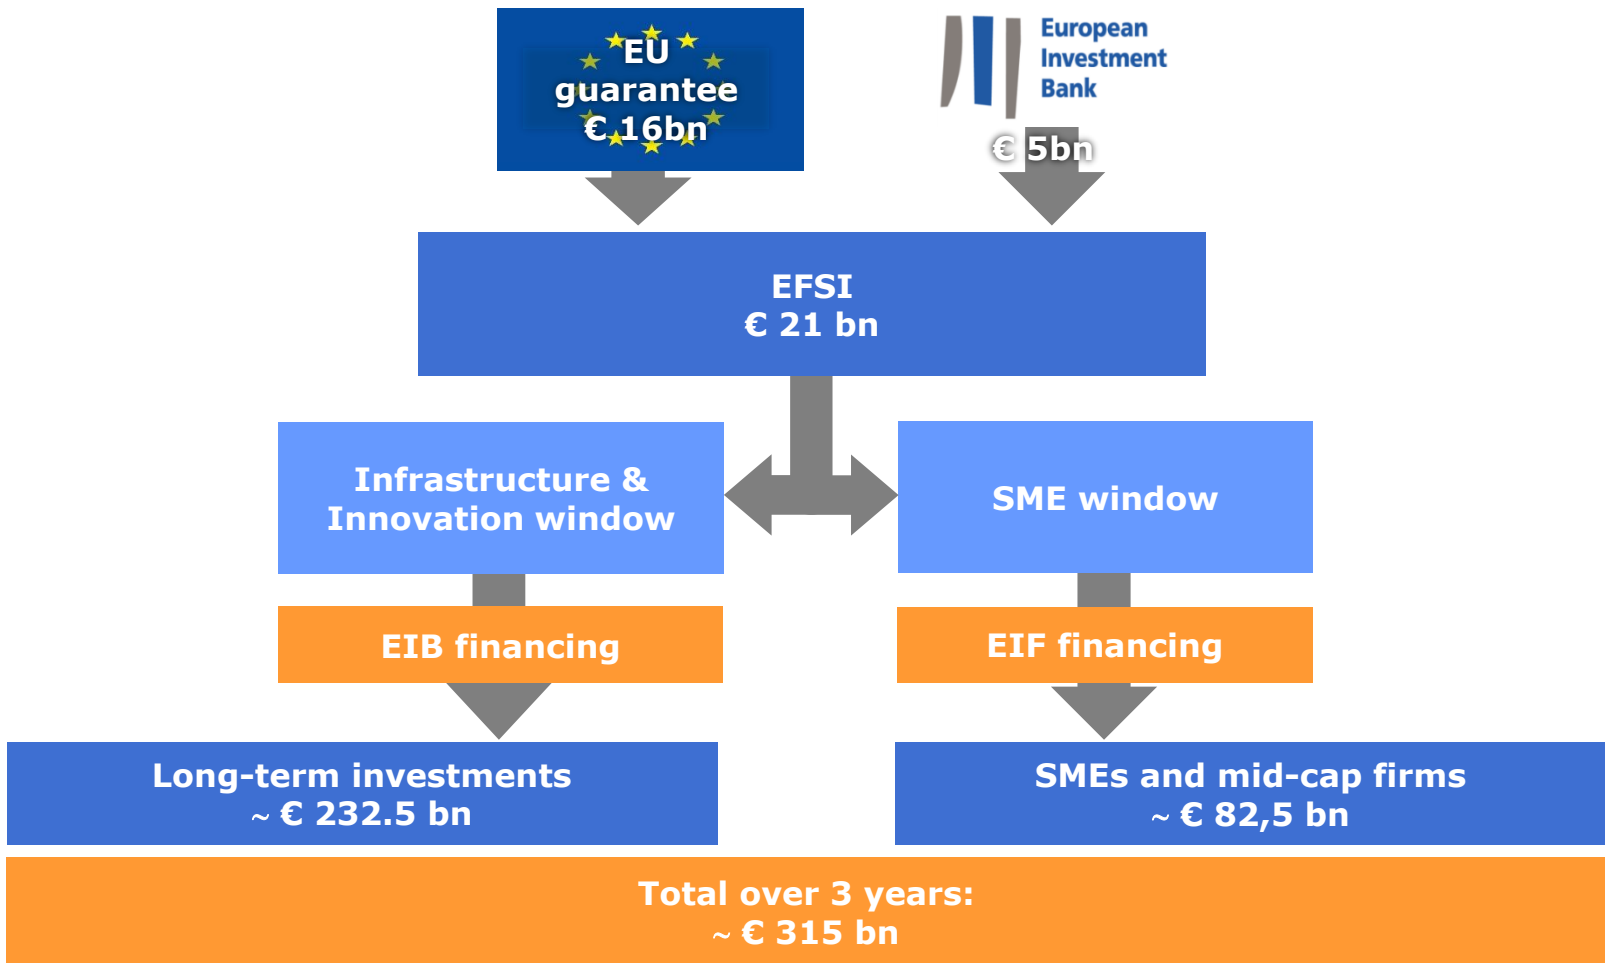 EU
guarantee
€ 16bn
European
Investment
Bank
€ 5bn
EFSI
€ 21 bn
Infrastructure &
Innovation window
SME window
EIB financing
EIF financing
Long-term investments
~ € 232.5 bn
SMEs and mid-cap firms
~ € 82,5 bn
Total over 3 years:
~ € 315 bn